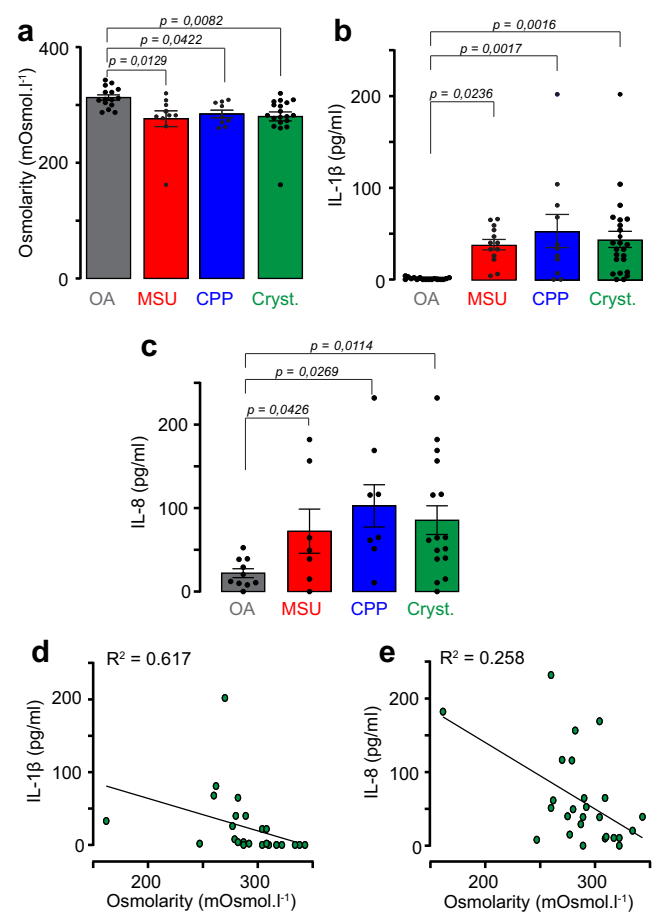 a
p = 0,0082
p = 0,0422
p = 0,0129
Osmolarity (mOsmol.l⁻¹)
400
200
0
OA MSU CPP Cryst.
b
p = 0,0016
p = 0,0017
p = 0,0236
IL-1β (pg/ml)
200
100
0
OA MSU CPP Cryst.
c
p = 0,0114
p = 0,0269
p = 0,0426
IL-8 (pg/ml)
200
100
0
OA MSU CPP Cryst.
d
R² = 0.617
IL-1β (pg/ml)
200
100
0
200 300
Osmolarity (mOsmol.l⁻¹)
e
R² = 0.258
IL-8 (pg/ml)
200
100
0
200 300
Osmolarity (mOsmol.l⁻¹)